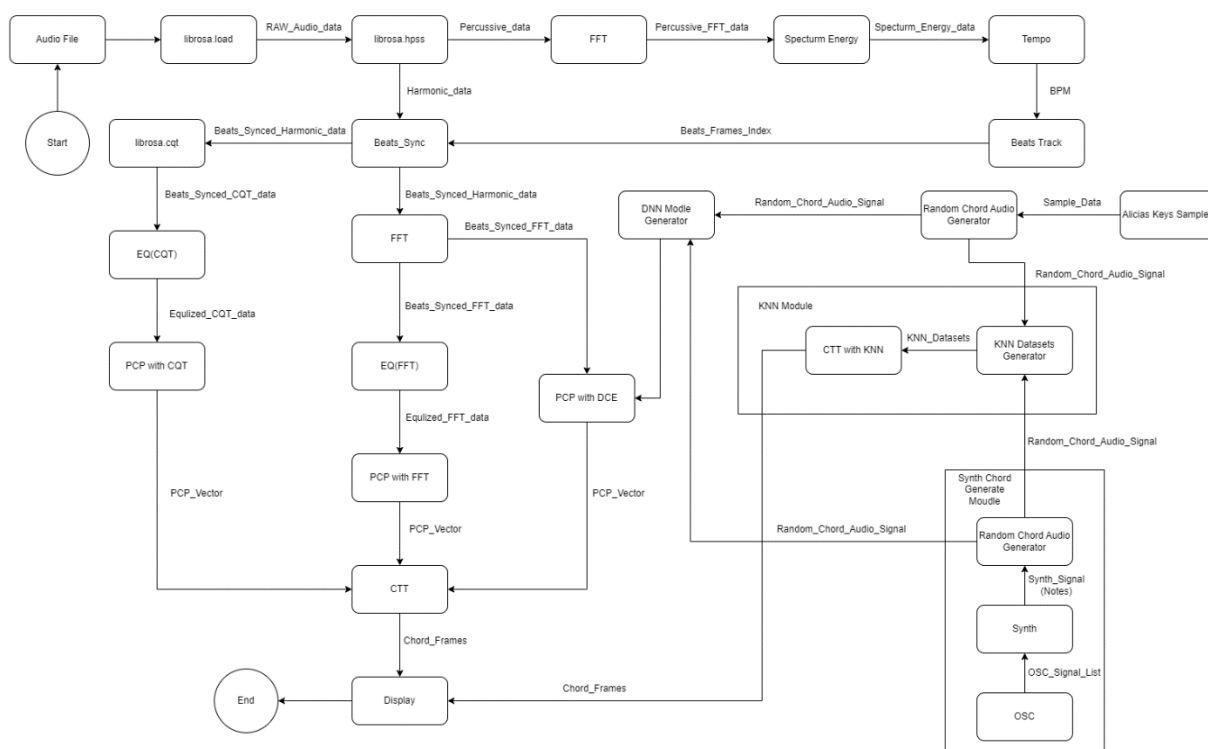 Audio File
librosa.load
RAW_Audio_data
librosa.hpss
Percussive_data
FFT
Percussive_FFT_data
Specturm Energy
Specturm_Energy_data
Tempo
Harmonic_data
BPM
Start
librosa.cqt
Beats_Synced_Harmonic_data
Beats_Sync
Beats_Frames_Index
Beats Track
Beats_Synced_CQT_data
Beats_Synced_Harmonic_data
DNN Modle
Generator
Random_Chord_Audio_Signal
Random Chord Audio
Generator
Sample_Data
Alicias Keys Sample
EQ(CQT)
FFT
Beats_Synced_FFT_data
Random_Chord_Audio_Signal
Equlized_CQT_data
Beats_Synced_FFT_data
KNN Module
PCP with CQT
EQ(FFT)
PCP with DCE
CTT with KNN
KNN_Datasets
KNN Datasets
Generator
Equlized_FFT_data
Random_Chord_Audio_Signal
PCP with FFT
PCP_Vector
PCP_Vector
PCP_Vector
Synth Chord
Generate
Moudle
Random_Chord_Audio_Signal
Random Chord Audio
Generator
CTT
Synth_Signal
(Notes)
Synth
Chord_Frames
OSC_Signal_List
End
Display
Chord_Frames
OSC